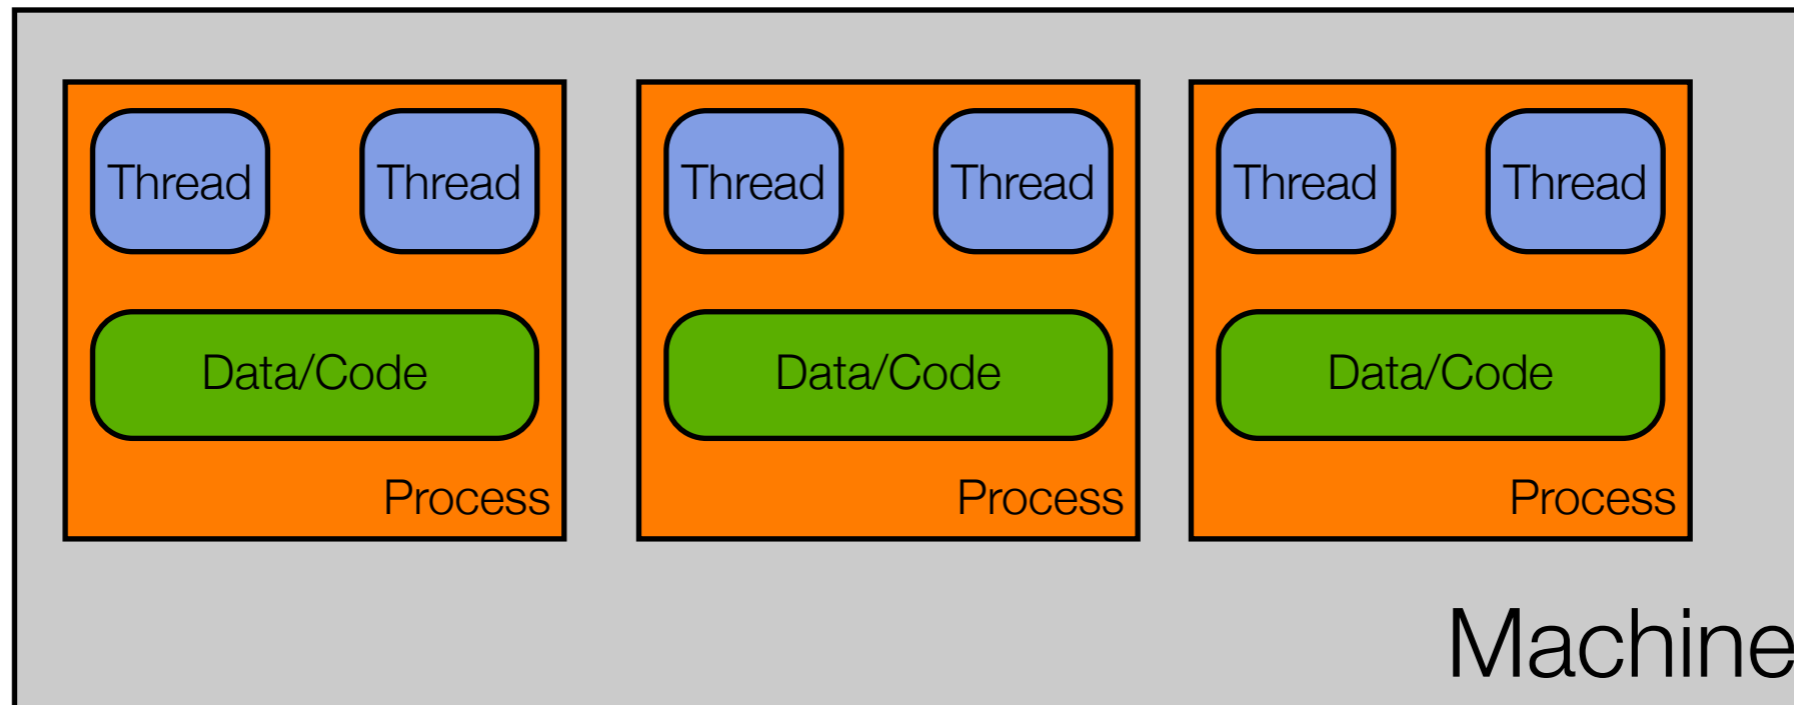 Thread Thread Thread Thread Thread Thread
Data/Code Data/Code Data/Code
Process Process Process
Machine